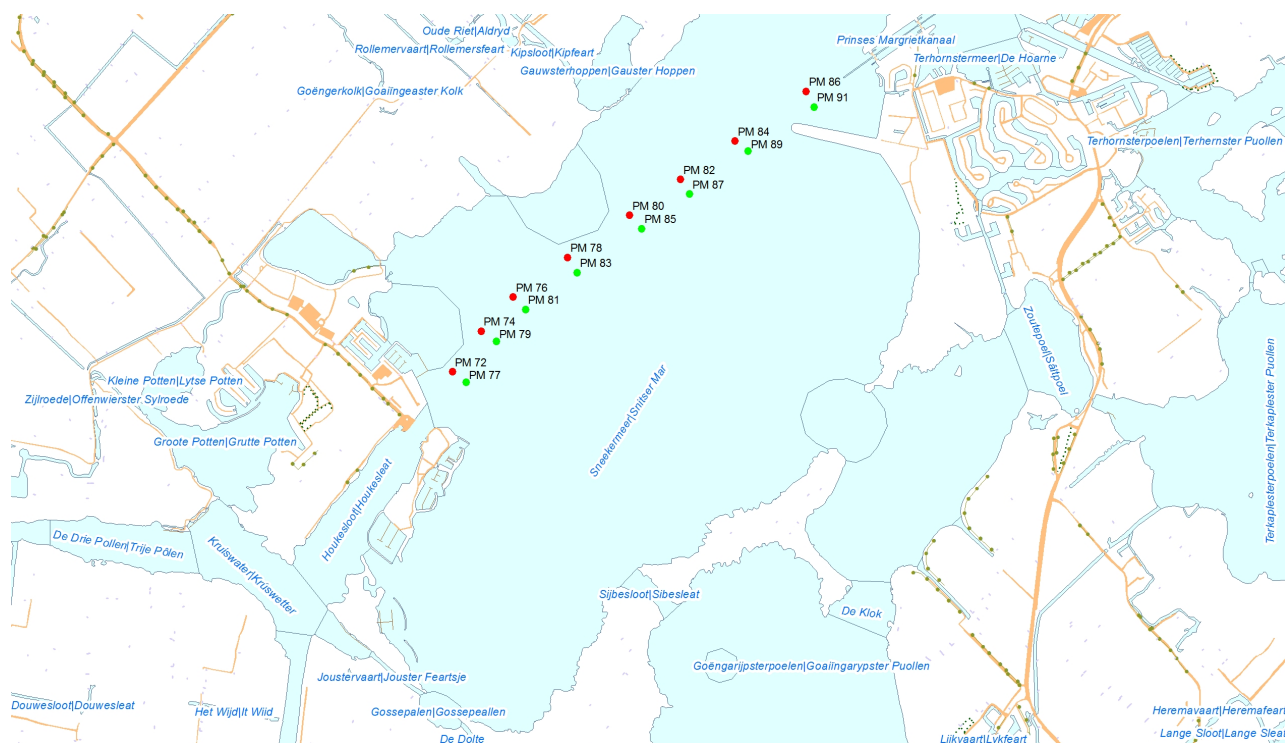 Oude Riet|Aldryd
Prinses Margrietkanaal
Rollemervaart|Rollemersfeart
Kipsloot|Kipfeart
Terhornstermeer|De Hoarne
Gauwsterhoppen|Gauster Hoppen
Goëngerkolk|Goaiïngeaster Kolk
PM 86
PM 91
PM 84
PM 89
Terhornsterpoelen|Terhernster Puollen
PM 82
PM 87
PM 80
PM 85
PM 78
PM 83
PM 76
PM 81
PM 74
PM 79
Zoutepoel|Sâltpoel
PM 72
PM 77
Kleine Potten|Lytse Potten
Zijlroede|Offenwierster Sylroede
Sneekermeer|Snitser Mar
Terkaplesterpoelen|Terkaplester Puollen
Groote Potten|Grutte Potten
Houkesloot|Houkesleat
De Drie Pollen|Trije Pôlen
Kruiswater|Krúswetter
Sijbesloot|Sibesleat
De Klok
Goëngarijpsterpoelen|Goaiïngarypster Puollen
Joustervaart|Jouster Feartsje
Douwesloot|Douwesleat
Het Wijd|It Wiid
Gossepalen|Gossepeallen
Heremavaart|Heremafeart
De Dolte
Lijkvaart|Lykfeart
Lange Sloot|Lange Slea